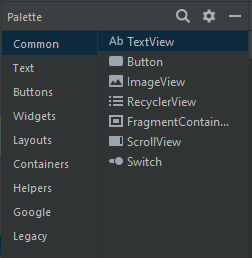 Palette
Common
Text
Buttons
Widgets
Layouts
Containers
Helpers
Google
Legacy
Ab TextView
Button
ImageView
RecyclerView
FragmentContain...
ScrollView
Switch